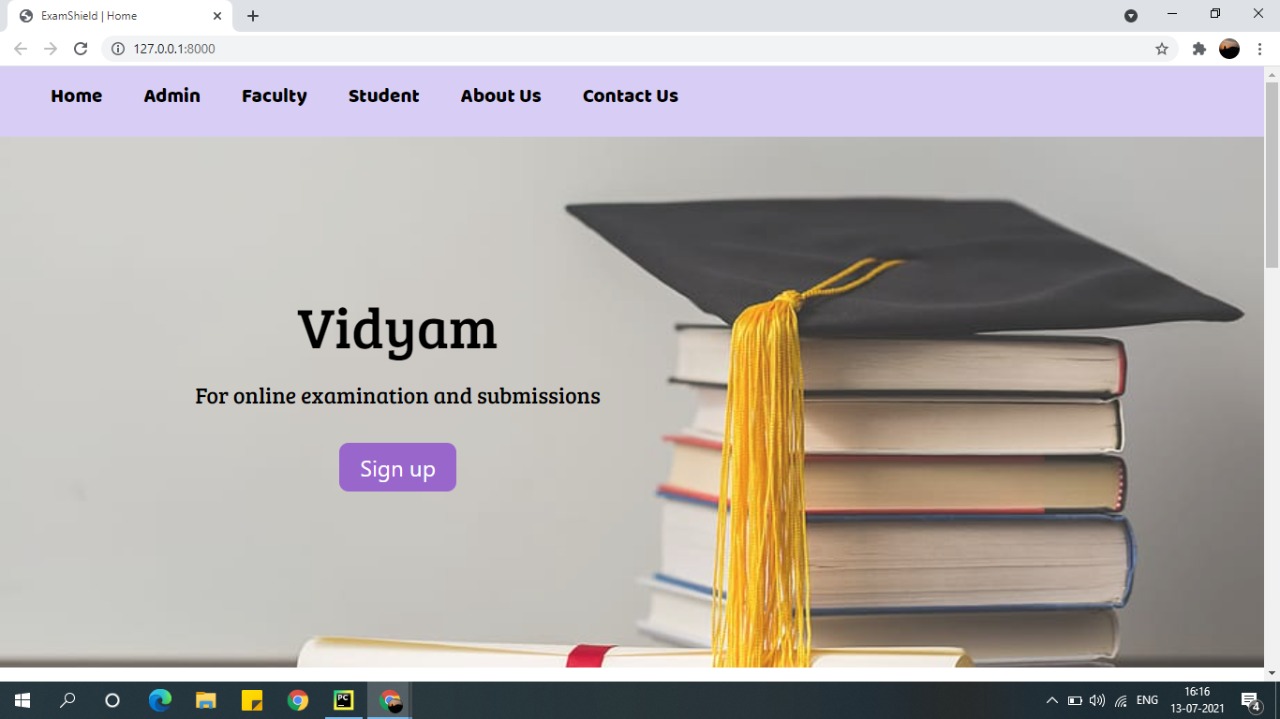 ExamShield | Home
127.0.0.1:8000
Home Admin Faculty Student About Us Contact Us
Vidyam
For online examination and submissions
Sign up
PC
ENG
16:16
13-07-2021
4